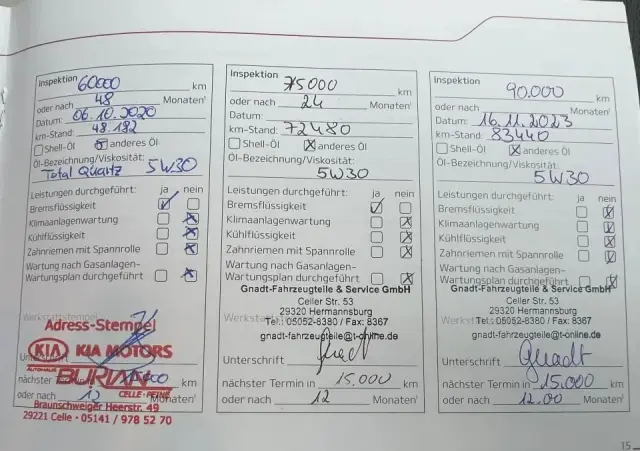 Inspektion 60000 km
oder nach 48 Monaten¹
Datum: 06.10.2020
km-Stand: 48.182
Shell-Öl anderes Öl
Öl-Bezeichnung/Viskosität:
Total Quartz 5W30
Leistungen durchgeführt: ja nein
Bremsflüssigkeit
Klimaanlagenwartung
Kühlflüssigkeit
Zahnriemen mit Spannrolle
Wartung nach Gasanlagen-
Wartungsplan durchgeführt
Werkstattstempel
Adress-Stempel
KIA KIA MOTORS
AUTOHAUS BURIAN
CELLE·PEINE
nächster Termin in km
oder nach 12 Monaten¹
Braunschweiger Heerstr. 49
29221 Celle · 05141 / 978 52 70
Inspektion 75000 km
oder nach 24 Monaten¹
Datum:
km-Stand: 72480
Shell-Öl anderes Öl
Öl-Bezeichnung/Viskosität:
5W30
Leistungen durchgeführt: ja nein
Bremsflüssigkeit
Klimaanlagenwartung
Kühlflüssigkeit
Zahnriemen mit Spannrolle
Wartung nach Gasanlagen-
Wartungsplan durchgeführt
Gnadt-Fahrzeugteile & Service GmbH
Celler Str. 53
29320 Hermannsburg
Tel.: 05052-8380 / Fax: 8367
gnadt-fahrzeugteile@t-online.de
Unterschrift Gnadt
nächster Termin in 15.000 km
oder nach 12 Monaten¹
Inspektion 90.000 km
oder nach Monaten¹
Datum: 16.11.2023
km-Stand: 83440
Shell-Öl anderes Öl
Öl-Bezeichnung/Viskosität:
5W30
Leistungen durchgeführt: ja nein
Bremsflüssigkeit
Klimaanlagenwartung
Kühlflüssigkeit
Zahnriemen mit Spannrolle
Wartung nach Gasanlagen-
Wartungsplan durchgeführt
Gnadt-Fahrzeugteile & Service GmbH
Celler Str. 53
29320 Hermannsburg
Tel.: 05052-8380 / Fax: 8367
gnadt-fahrzeugteile@t-online.de
Unterschrift Gnadt
nächster Termin in 15.000 km
oder nach 12.00 Monaten¹
15